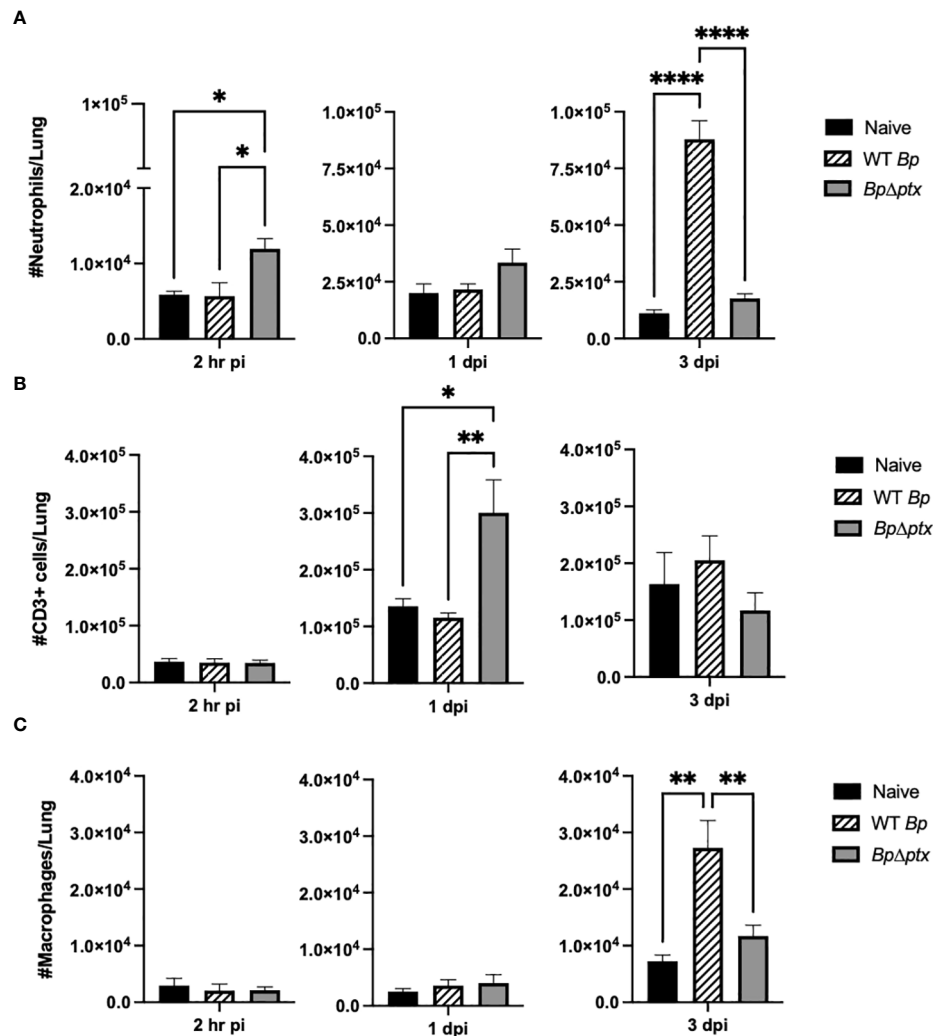 A
#Neutrophils/Lung
1×10⁵
2.0×10⁴
1.0×10⁴
0.0
*
*
2 hr pi
1.0×10⁵
7.5×10⁴
5.0×10⁴
2.5×10⁴
0.0
1 dpi
1.0×10⁵
7.5×10⁴
5.0×10⁴
2.5×10⁴
0.0
****
****
3 dpi
Naive
WT Bp
BpΔptx
B
#CD3+ cells/Lung
4.0×10⁵
3.0×10⁵
2.0×10⁵
1.0×10⁵
0.0
2 hr pi
4.0×10⁵
3.0×10⁵
2.0×10⁵
1.0×10⁵
0.0
*
**
1 dpi
4.0×10⁵
3.0×10⁵
2.0×10⁵
1.0×10⁵
0.0
3 dpi
Naive
WT Bp
BpΔptx
C
#Macrophages/Lung
4.0×10⁴
3.0×10⁴
2.0×10⁴
1.0×10⁴
0.0
2 hr pi
4.0×10⁴
3.0×10⁴
2.0×10⁴
1.0×10⁴
0.0
1 dpi
4.0×10⁴
3.0×10⁴
2.0×10⁴
1.0×10⁴
0.0
**
**
3 dpi
Naive
WT Bp
BpΔptx